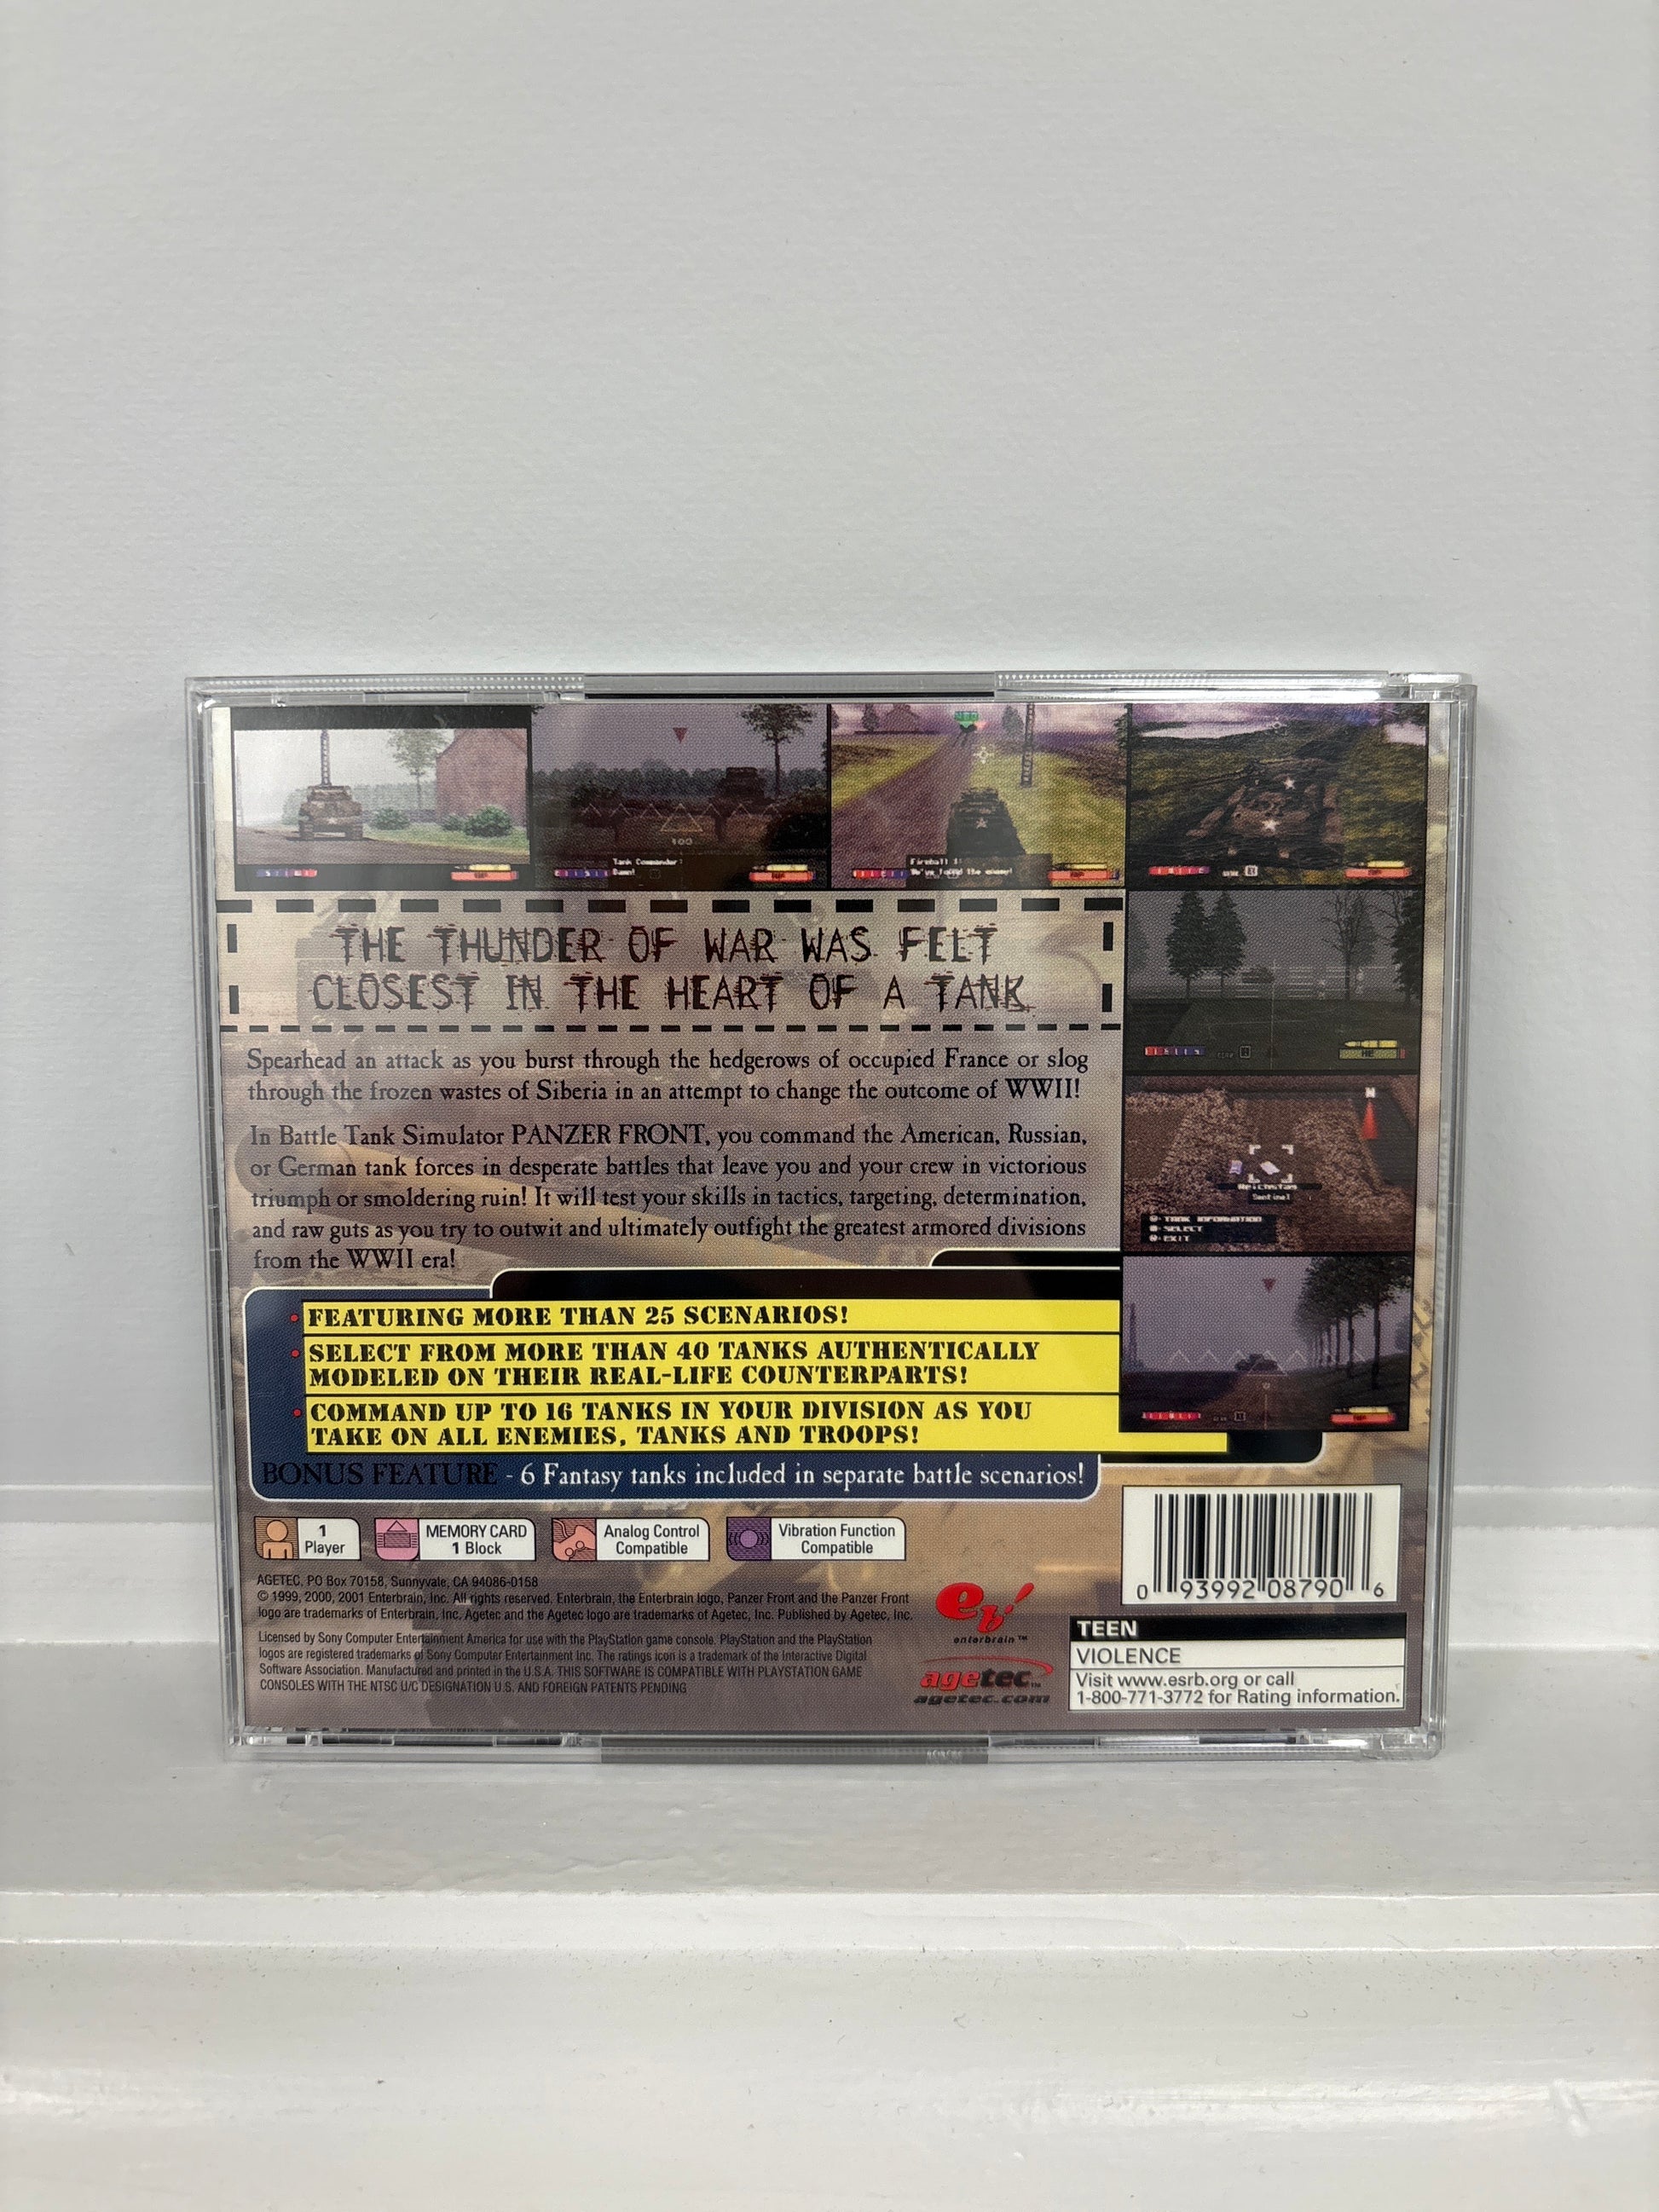 100
Tank Commander:
Damn!
Fireball 1:
We've found the enemy!
THE THUNDER OF WAR WAS FELT
CLOSEST IN THE HEART OF A TANK
Spearhead an attack as you burst through the hedgerows of occupied France or slog
through the frozen wastes of Siberia in an attempt to change the outcome of WWII!
In Battle Tank Simulator PANZER FRONT, you command the American, Russian,
or German tank forces in desperate battles that leave you and your crew in victorious
triumph or smoldering ruin! It will test your skills in tactics, targeting, determination,
and raw guts as you try to outwit and ultimately outfight the greatest armored divisions
from the WWII era!
HE
N
Reichstag
Sentinel
TANK INFORMATION
SELECT
EXIT
• FEATURING MORE THAN 25 SCENARIOS!
• SELECT FROM MORE THAN 40 TANKS AUTHENTICALLY
MODELED ON THEIR REAL-LIFE COUNTERPARTS!
• COMMAND UP TO 16 TANKS IN YOUR DIVISION AS YOU
TAKE ON ALL ENEMIES, TANKS AND TROOPS!
BONUS FEATURE - 6 Fantasy tanks included in separate battle scenarios!
1
Player
MEMORY CARD
1 Block
Analog Control
Compatible
Vibration Function
Compatible
AGETEC, PO Box 70158, Sunnyvale, CA 94086-0158
© 1999, 2000, 2001 Enterbrain, Inc. All rights reserved. Enterbrain, the Enterbrain logo, Panzer Front and the Panzer Front
logo are trademarks of Enterbrain, Inc. Agetec and the Agetec logo are trademarks of Agetec, Inc. Published by Agetec, Inc.
Licensed by Sony Computer Entertainment America for use with the PlayStation game console. PlayStation and the PlayStation
logos are registered trademarks of Sony Computer Entertainment Inc. The ratings icon is a trademark of the Interactive Digital
Software Association. Manufactured and printed in the U.S.A. THIS SOFTWARE IS COMPATIBLE WITH PLAYSTATION GAME
CONSOLES WITH THE NTSC U/C DESIGNATION U.S. AND FOREIGN PATENTS PENDING
eb!
enterbrain™
agetec™
agetec.com
0 93992 08790 6
TEEN
VIOLENCE
Visit www.esrb.org or call
1-800-771-3772 for Rating information.